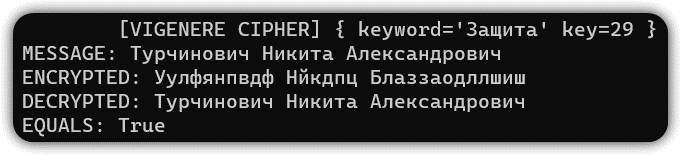 [VIGENERE CIPHER] { keyword='Защита' key=29 }
MESSAGE: Турчинович Никита Александрович
ENCRYPTED: Уулфянпвдф Нйкдпц Блаззаодллшиш
DECRYPTED: Турчинович Никита Александрович
EQUALS: True